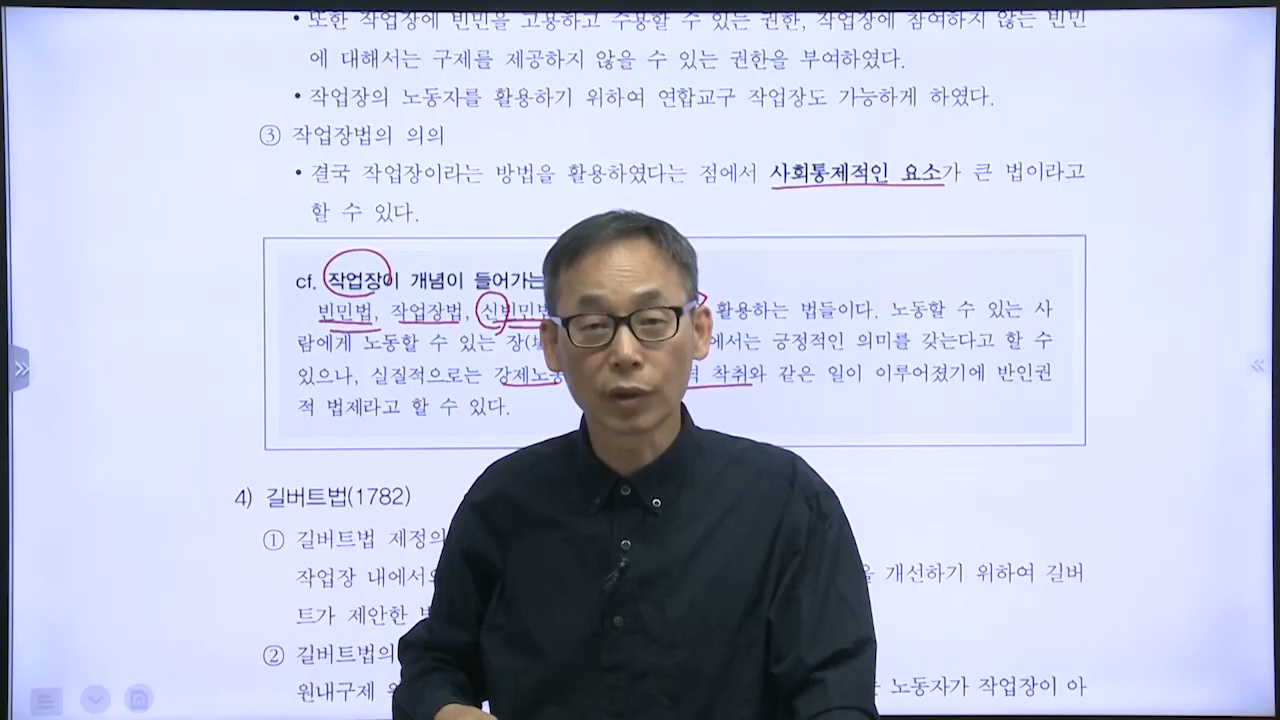 • 또한 작업장에 빈민을 고용하고 수용할 수 있는 권한, 작업장에 참여하지 않는 빈민
에 대해서는 구제를 제공하지 않을 수 있는 권한을 부여하였다.
• 작업장의 노동자를 활용하기 위하여 연합교구 작업장도 가능하게 하였다.
③ 작업장법의 의의
• 결국 작업장이라는 방법을 활용하였다는 점에서 사회통제적인 요소가 큰 법이라고
할 수 있다.
cf. 작업장이 개념이 들어가는
빈민법, 작업장법, 신빈민법 활용하는 법들이다. 노동할 수 있는 사
람에게 노동할 수 있는 장( 에서는 긍정적인 의미를 갖는다고 할 수
있으나, 실질적으로는 강제노 착취와 같은 일이 이루어졌기에 반인권
적 법제라고 할 수 있다.
4) 길버트법(1782)
① 길버트법 제정의
작업장 내에서의 개선하기 위하여 길버
트가 제안한
② 길버트법의
원내구제 노동자가 작업장이 아